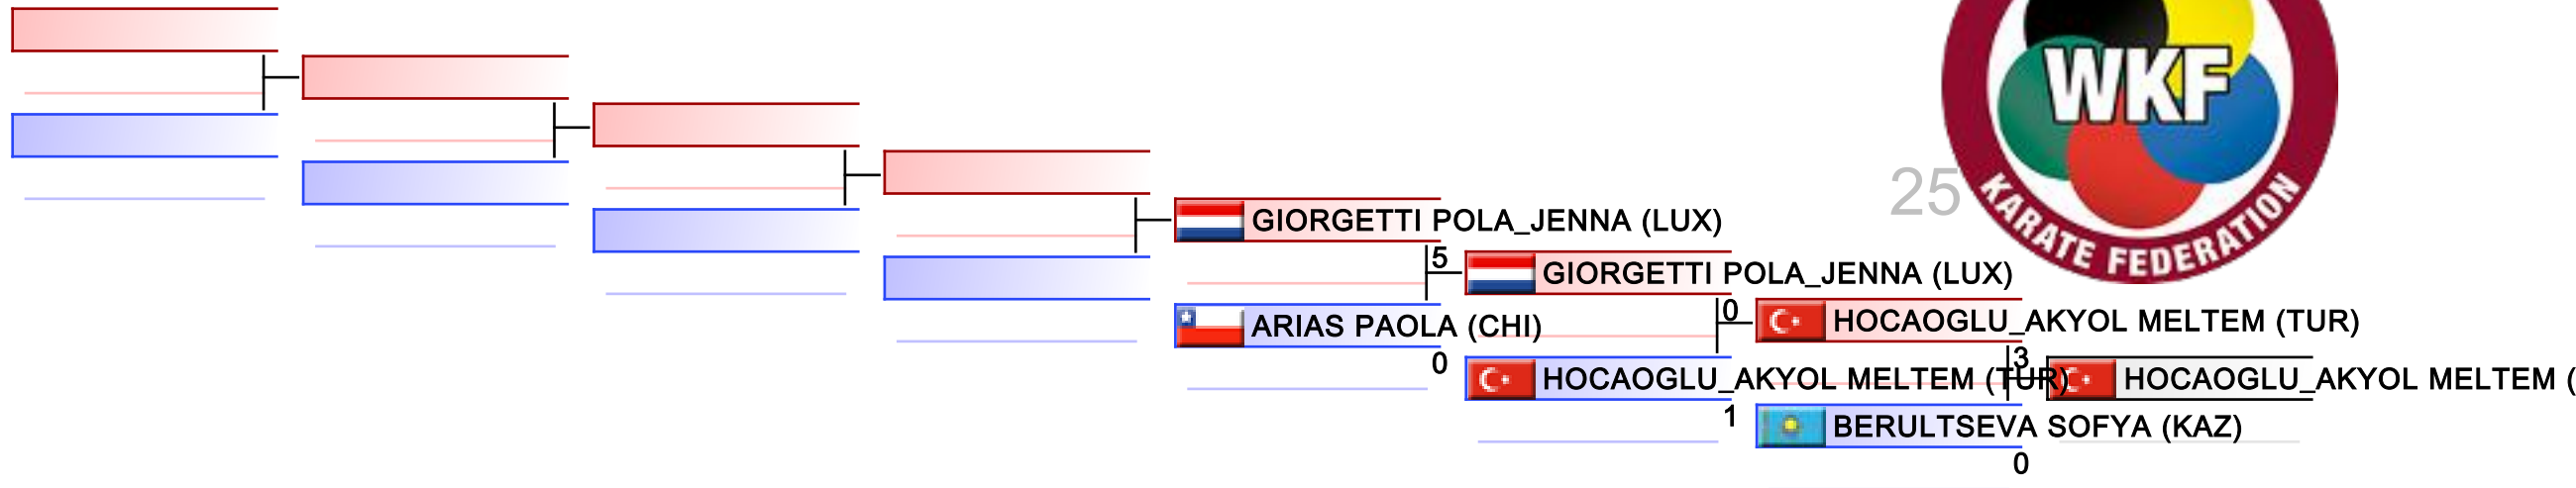 WKF
KARATE FEDERATION
25
GIORGETTI POLA_JENNA (LUX)
5
GIORGETTI POLA_JENNA (LUX)
ARIAS PAOLA (CHI)
0
0
HOCAOGLU_AKYOL MELTEM (TUR)
HOCAOGLU_AKYOL MELTEM (TUR)
1
3
HOCAOGLU_AKYOL MELTEM (
BERULTSEVA SOFYA (KAZ)
0